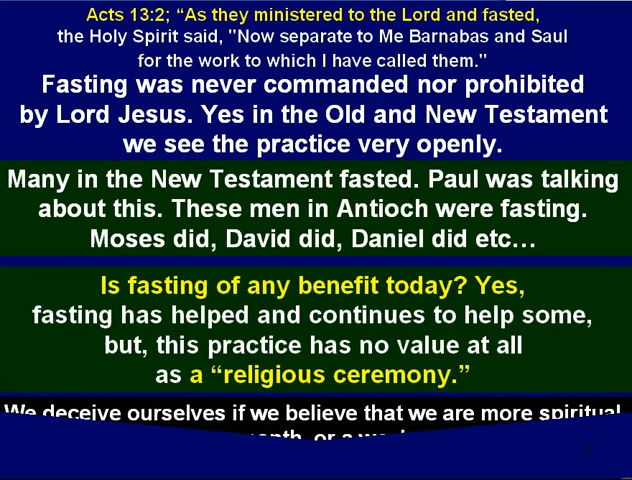 Acts 13:2; “As they ministered to the Lord and fasted,
the Holy Spirit said, "Now separate to Me Barnabas and Saul
for the work to which I have called them."
Fasting was never commanded nor prohibited
by Lord Jesus. Yes in the Old and New Testament
we see the practice very openly.
Many in the New Testament fasted. Paul was talking
about this. These men in Antioch were fasting.
Moses did, David did, Daniel did etc…
Is fasting of any benefit today? Yes,
fasting has helped and continues to help some,
but, this practice has no value at all
as a “religious ceremony.”
We deceive ourselves if we believe that we are more spiritual
or a